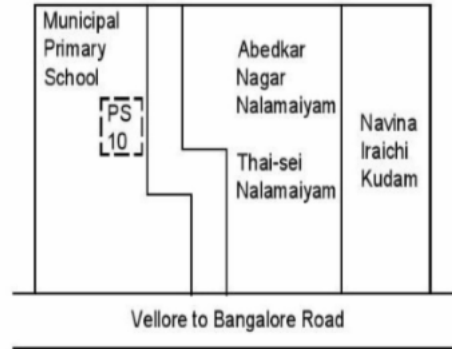 Municipal
Primary
School
PS
10
Abedkar
Nagar
Nalamaiyam
Thai-sei
Nalamaiyam
Navina
Iraichi
Kudam
Vellore to Bangalore Road